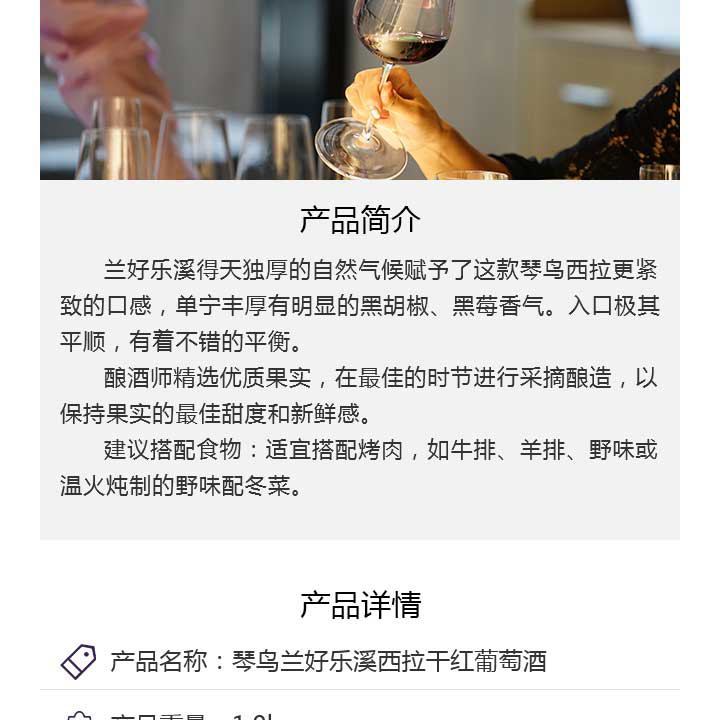 产品简介
兰好乐溪得天独厚的自然气候赋予了这款琴鸟西拉更紧
致的口感，单宁丰厚有明显的黑胡椒、黑莓香气。入口极其
平顺，有着不错的平衡。
酿酒师精选优质果实，在最佳的时节进行采摘酿造，以
保持果实的最佳甜度和新鲜感。
建议搭配食物：适宜搭配烤肉，如牛排、羊排、野味或
温火炖制的野味配冬菜。
产品详情
产品名称：琴鸟兰好乐溪西拉干红葡萄酒